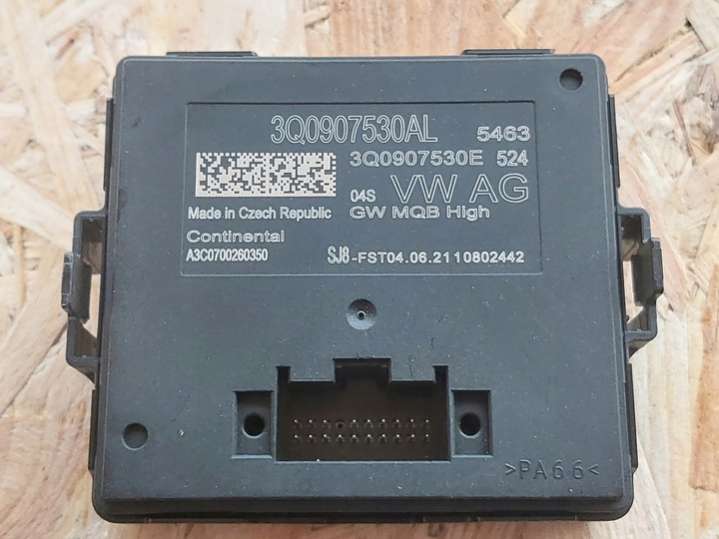 3Q0907530AL 5463
3Q0907530E 524
04S VW AG
Made in Czech Republic GW MQB High
Continental
A3C0700260350 SJ8-FST04.06.2110802442
>PA66<